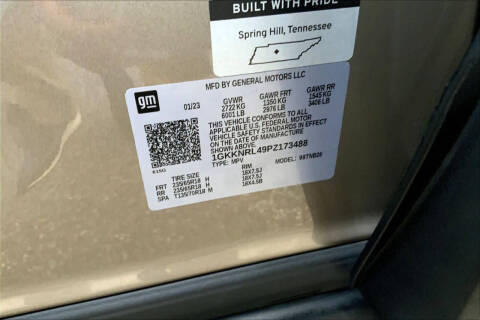 BUILT WITH PRIDE
Spring Hill, Tennessee
MFD BY GENERAL MOTORS LLC
gm
01/23
GVWR GAWR FRT GAWR RR
2722 KG 1350 KG 1545 KG
6001 LB 2976 LB 3406 LB
THIS VEHICLE CONFORMS TO ALL
APPLICABLE U.S. FEDERAL MOTOR
VEHICLE SAFETY STANDARDS IN EFFECT
ON THE DATE OF MANUFACTURE
SHOWN ABOVE.
1GKKNRL49PZ173488
TYPE: MPV MODEL:
TIRE SIZE RIM
FRT 235/65R18 H 18X7.5J
RR 235/65R18 H 18X7.5J
SPA T135/70R18 M 18X4.5B